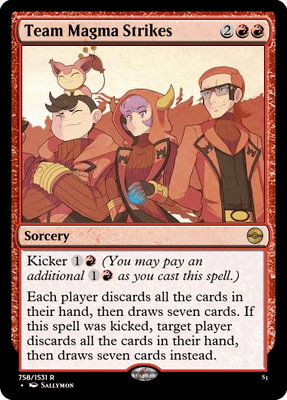 Team Magma Strikes 2
Sorcery
Kicker 1 (You may pay an
additional 1 as you cast this spell.)
Each player discards all the cards in
their hand, then draws seven cards. If
this spell was kicked, target player
discards all the cards in their hand,
then draws seven cards instead.
758/1531 R
S1
• Sallymon